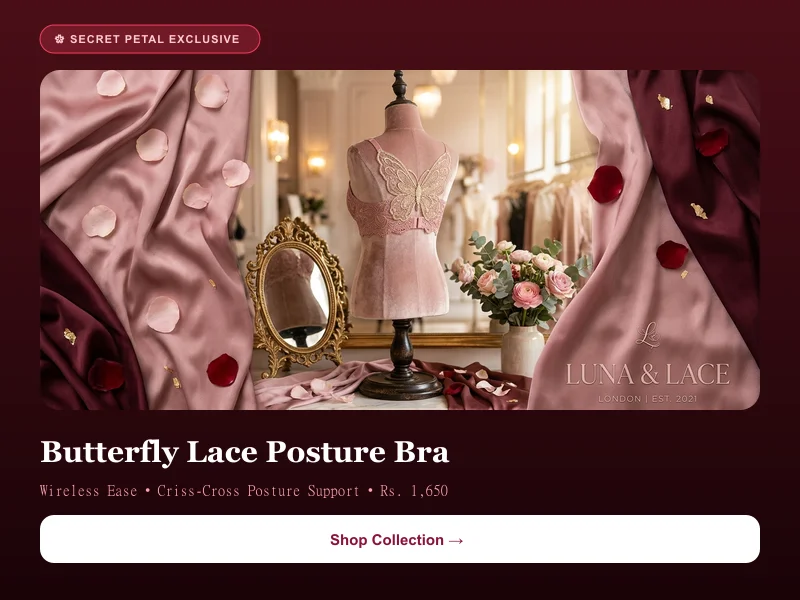 ✿ SECRET PETAL EXCLUSIVE
L&L
LUNA & LACE
LONDON | EST. 2021
Butterfly Lace Posture Bra
Wireless Ease • Criss-Cross Posture Support • Rs. 1,650
Shop Collection →